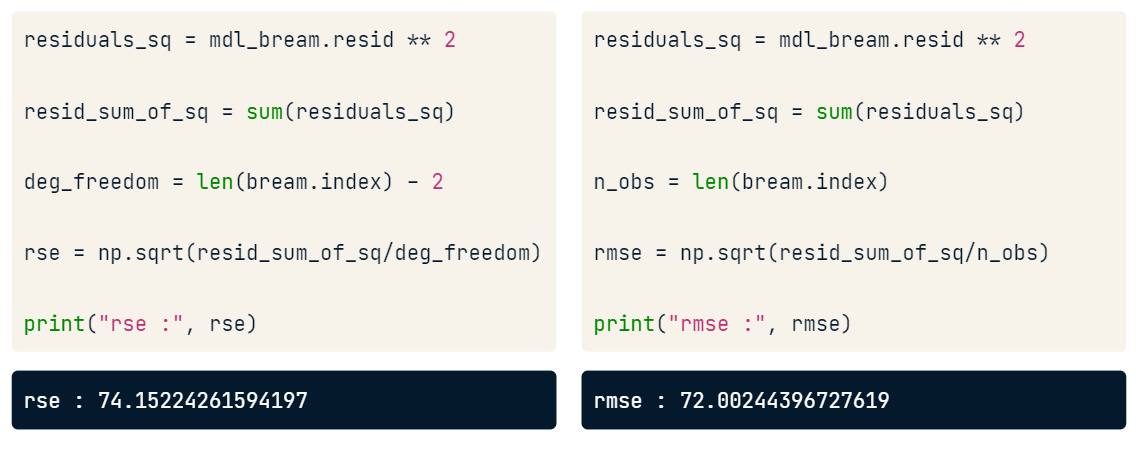 residuals_sq = mdl_bream.resid ** 2
resid_sum_of_sq = sum(residuals_sq)
deg_freedom = len(bream.index) - 2
rse = np.sqrt(resid_sum_of_sq/deg_freedom)
print("rse :", rse)
rse : 74.15224261594197
residuals_sq = mdl_bream.resid ** 2
resid_sum_of_sq = sum(residuals_sq)
n_obs = len(bream.index)
rmse = np.sqrt(resid_sum_of_sq/n_obs)
print("rmse :", rmse)
rmse : 72.00244396727619